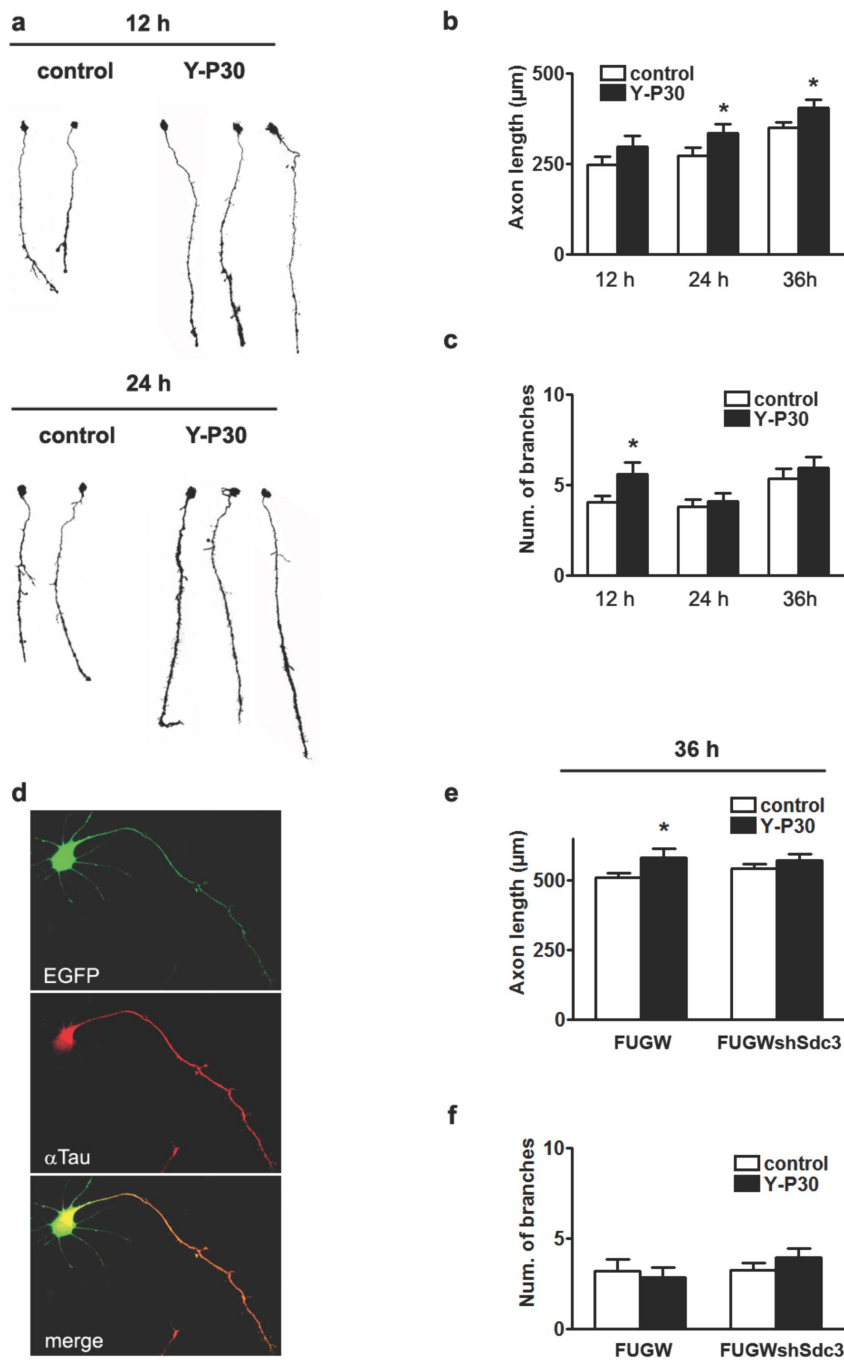 a
12 h
control Y-P30
24 h
control Y-P30
b
500
250
0
Axon length (µm)
control
Y-P30
*
*
12 h 24 h 36h
c
10
5
0
Num. of branches
control
Y-P30
*
12 h 24 h 36h
d
EGFP
αTau
merge
36 h
e
500
250
0
Axon length (µm)
control
Y-P30
*
FUGW FUGWshSdc3
f
10
5
0
Num. of branches
control
Y-P30
FUGW FUGWshSdc3